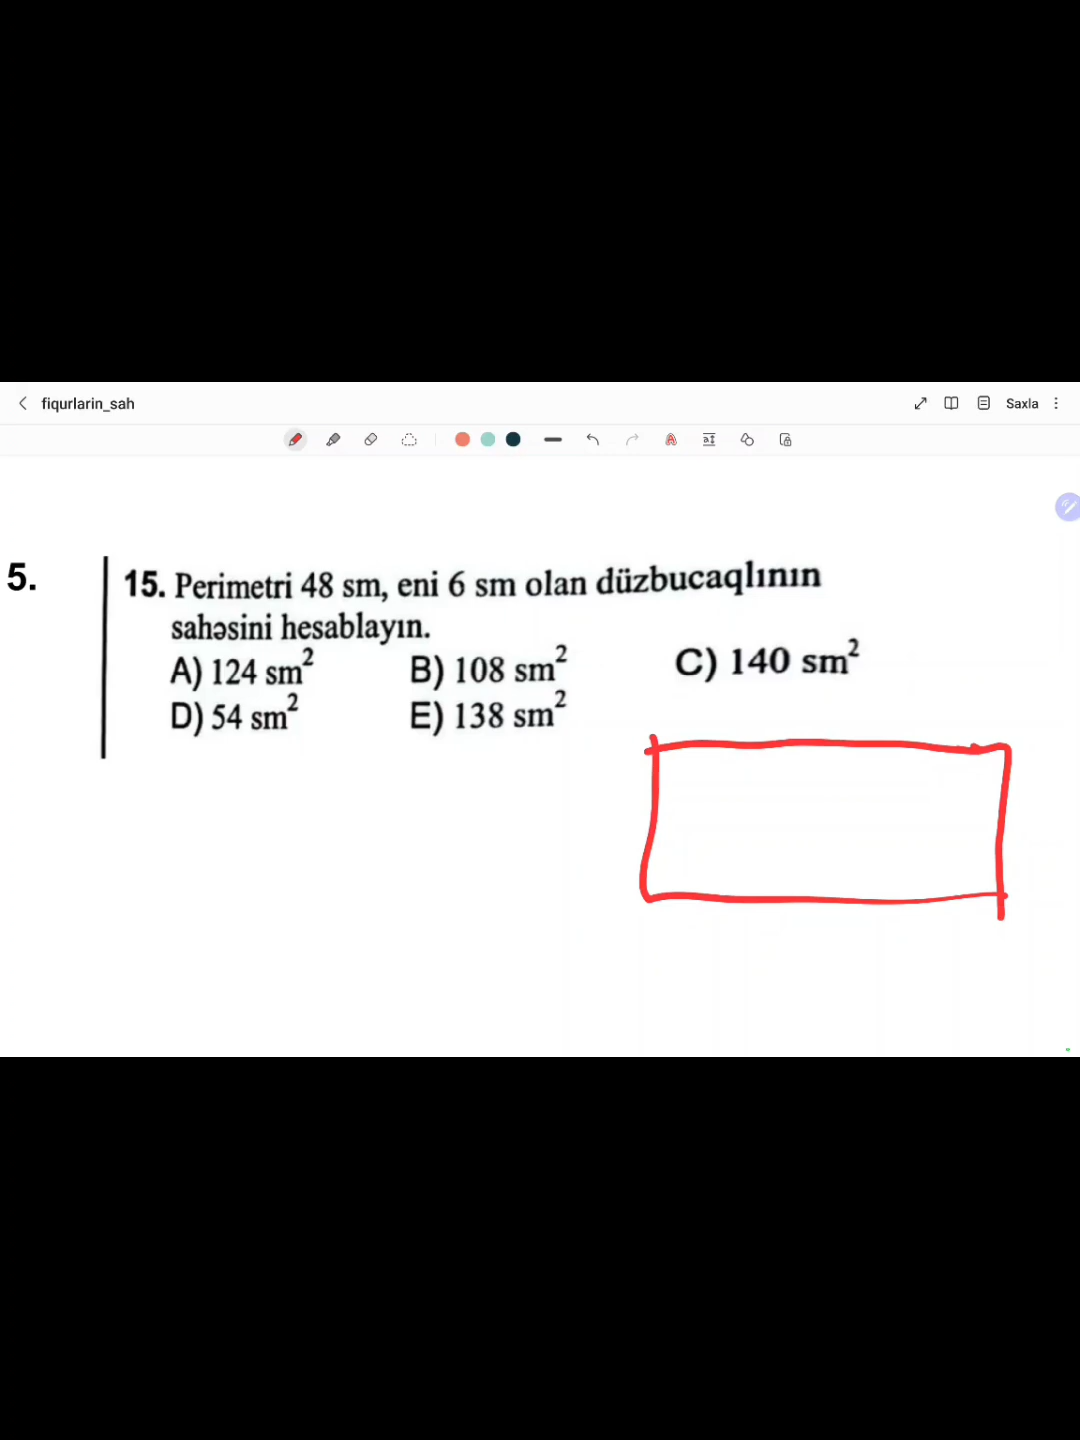 fiqurlarin_sah
Saxla
5.
15. Perimetri 48 sm, eni 6 sm olan düzbucaqlının
sahəsini hesablayın.
A) 124 sm² B) 108 sm² C) 140 sm²
D) 54 sm² E) 138 sm²